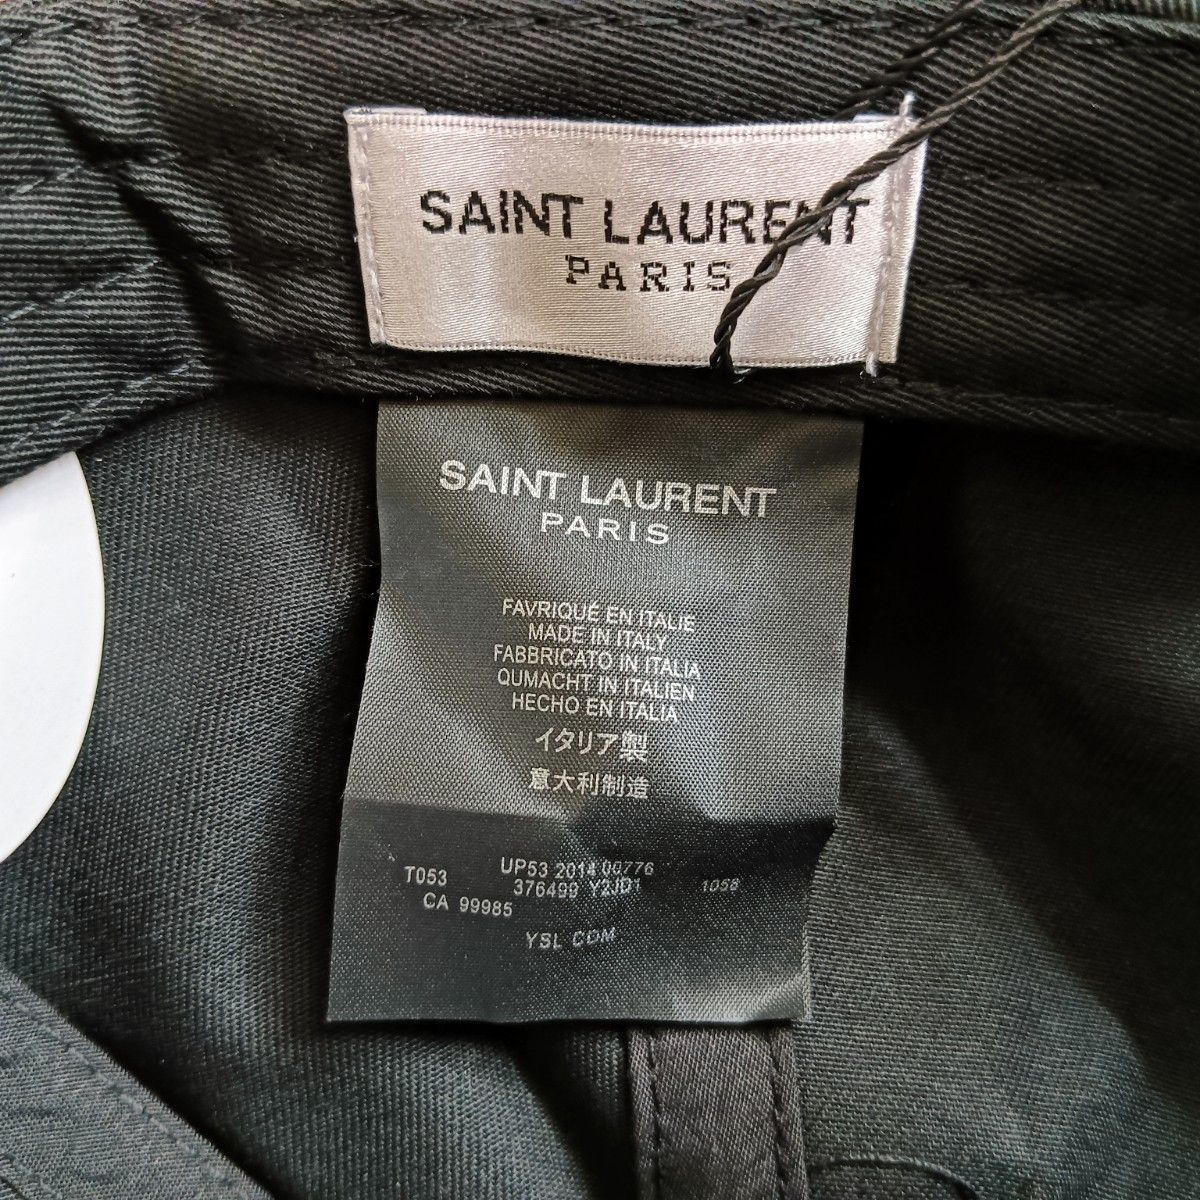 SAINT LAURENT
PARIS
SAINT LAURENT
PARIS
FAVRIQUÉ EN ITALIE
MADE IN ITALY
FABBRICATO IN ITALIA
QUMACHT IN ITALIEN
HECHO EN ITALIA
イタリア製
意大利制造
UP53 2014 00776
T053 376499 Y2JD1 1058
CA 99985
YSL COM